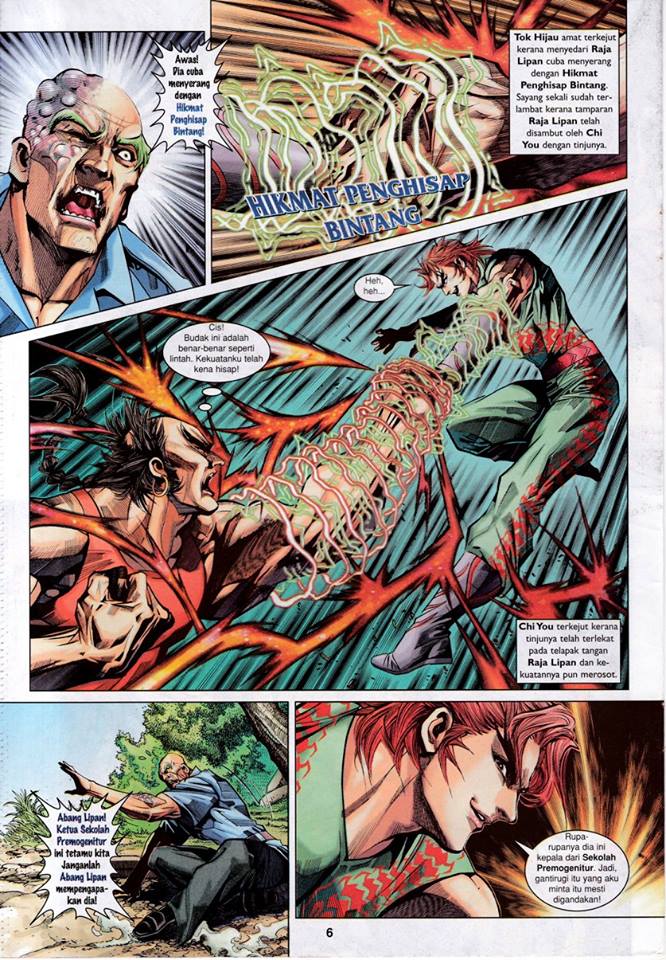 Awas!
Dia cuba
menyerang
dengan
Hikmat
Penghisap
Bintang!
Tok Hijau amat terkejut
kerana menyedari Raja
Lipan cuba menyerang
dengan Hikmat
Penghisap Bintang.
Sayang sekali sudah ter-
lambat kerana tamparan
Raja Lipan telah
disambut oleh Chi
You dengan tinjunya.
HIKMAT PENGHISAP
BINTANG
Heh,
heh...
Cis!
Budak ini adalah
benar-benar seperti
lintah. Kekuatanku telah
kena hisap!
Chi You terkejut kerana
tinjunya telah terlekat
pada telapak tangan
Raja Lipan dan ke-
kuatannya pun merosot.
Abang Lipan!
Ketua Sekolah
Premogenitur
ini tetamu kita
Janganlah
Abang Lipan
mempengapa-
kan dia!
Rupa-
rupanya dia ini
kepala dari Sekolah
Premogenitur. Jadi,
gantirugi itu yang aku
minta itu mesti
digandakan!
6